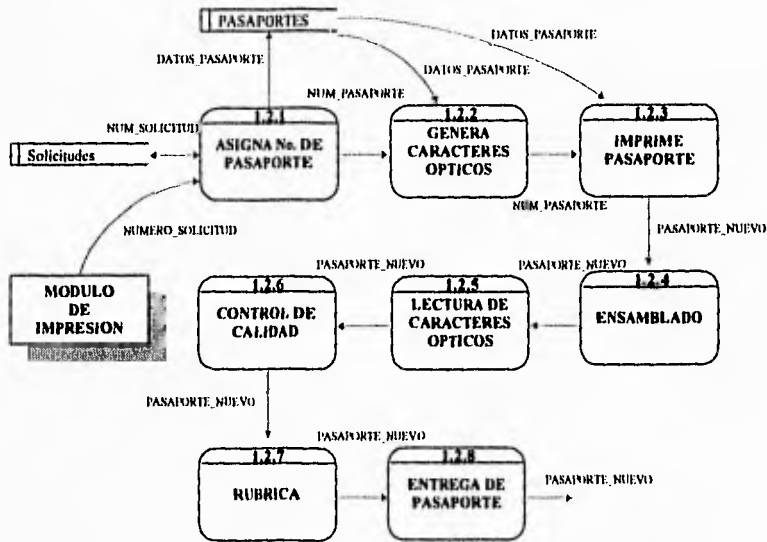 PASAPORTES
DATOS_PASAPORTE
DATOS_PASAPORTE
DATOS_PASAPORTE
NUM_PASAPORTE
1.2.1
ASIGNA No. DE
PASAPORTE
1.2.2
GENERA
CARACTERES
OPTICOS
1.2.3
IMPRIME
PASAPORTE
NUM_SOLICITUD
Solicitudes
NUM_PASAPORTE
NUMERO_SOLICITUD
PASAPORTE_NUEVO
MODULO
DE
IMPRESION
PASAPORTE_NUEVO
PASAPORTE_NUEVO
1.2.6
CONTROL DE
CALIDAD
1.2.5
LECTURA DE
CARACTERES
OPTICOS
1.2.4
ENSAMBLADO
PASAPORTE_NUEVO
PASAPORTE_NUEVO
1.2.7
RUBRICA
1.2.8
ENTREGA DE
PASAPORTE
PASAPORTE_NUEVO